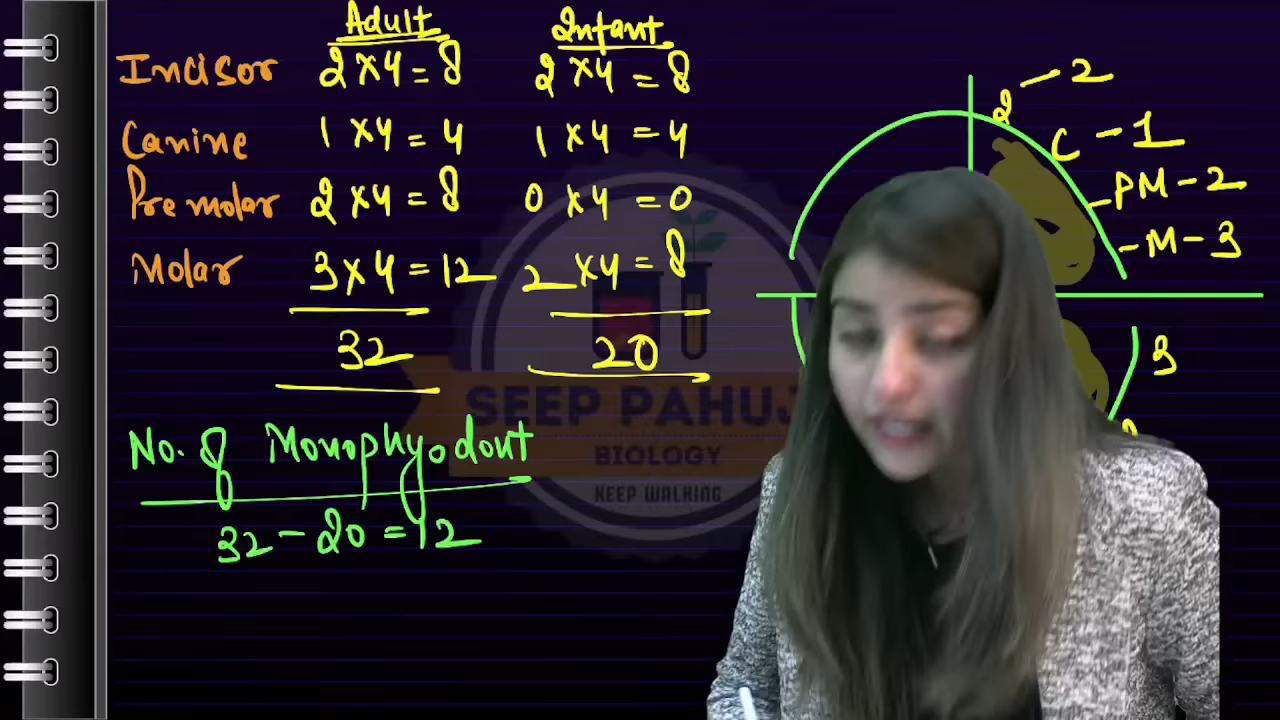 Adult Infant
Incisor 2×4=8 2×4=8
Canine 1×4=4 1×4=4
Premolar 2×4=8 0×4=0
Molar 3×4=12 2×4=8
32 20
No. of Monophyodont
32-20=12
2-2
C-1
-PM-2
-M-3
3
SEEP PAHUJ
BIOLOGY
KEEP WALKING